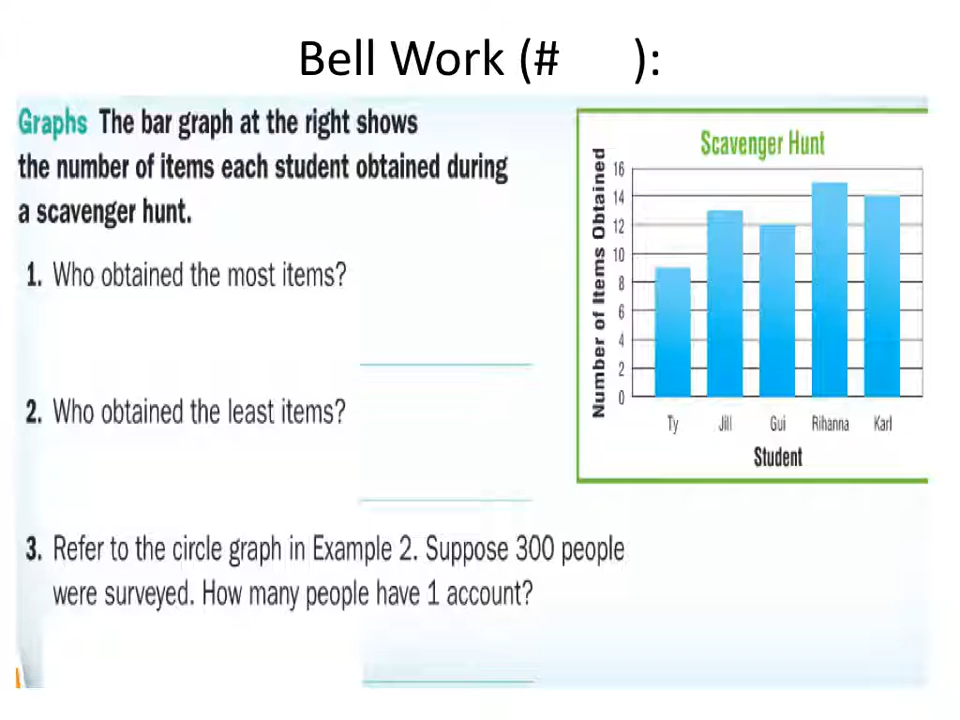 Bell Work (#      ):
Graphs The bar graph at the right shows
the number of items each student obtained during
a scavenger hunt.
1. Who obtained the most items?
2. Who obtained the least items?
3. Refer to the circle graph in Example 2. Suppose 300 people
were surveyed. How many people have 1 account?
Scavenger Hunt
Number of Items Obtained
16
14
12
10
8
6
4
2
0
Ty Jill Gui Rihanna Karl
Student